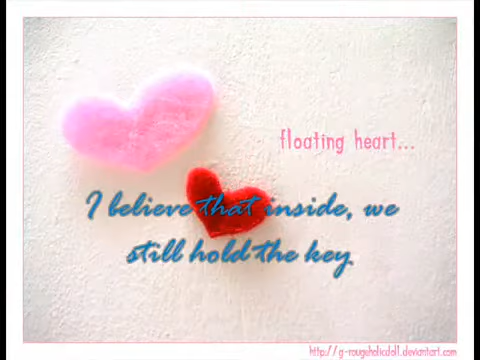 floating heart...
I believe that inside, we
still hold the key
http://g-rougeholicdoll.deviantart.com